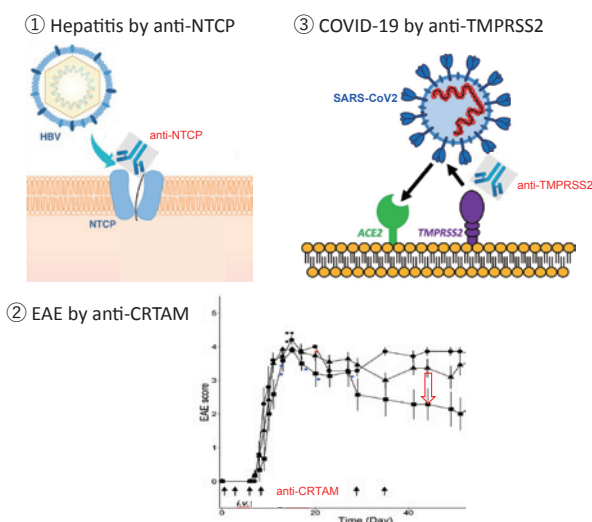 ① Hepatitis by anti-NTCP
③ COVID-19 by anti-TMPRSS2
HBV
anti-NTCP
NTCP
SARS-CoV2
anti-TMPRSS2
ACE2
TMPRSS2
② EAE by anti-CRTAM
5
4
3
2
1
0
EAE score
anti-CRTAM
i.v.:
0
20
40
Time (Day)